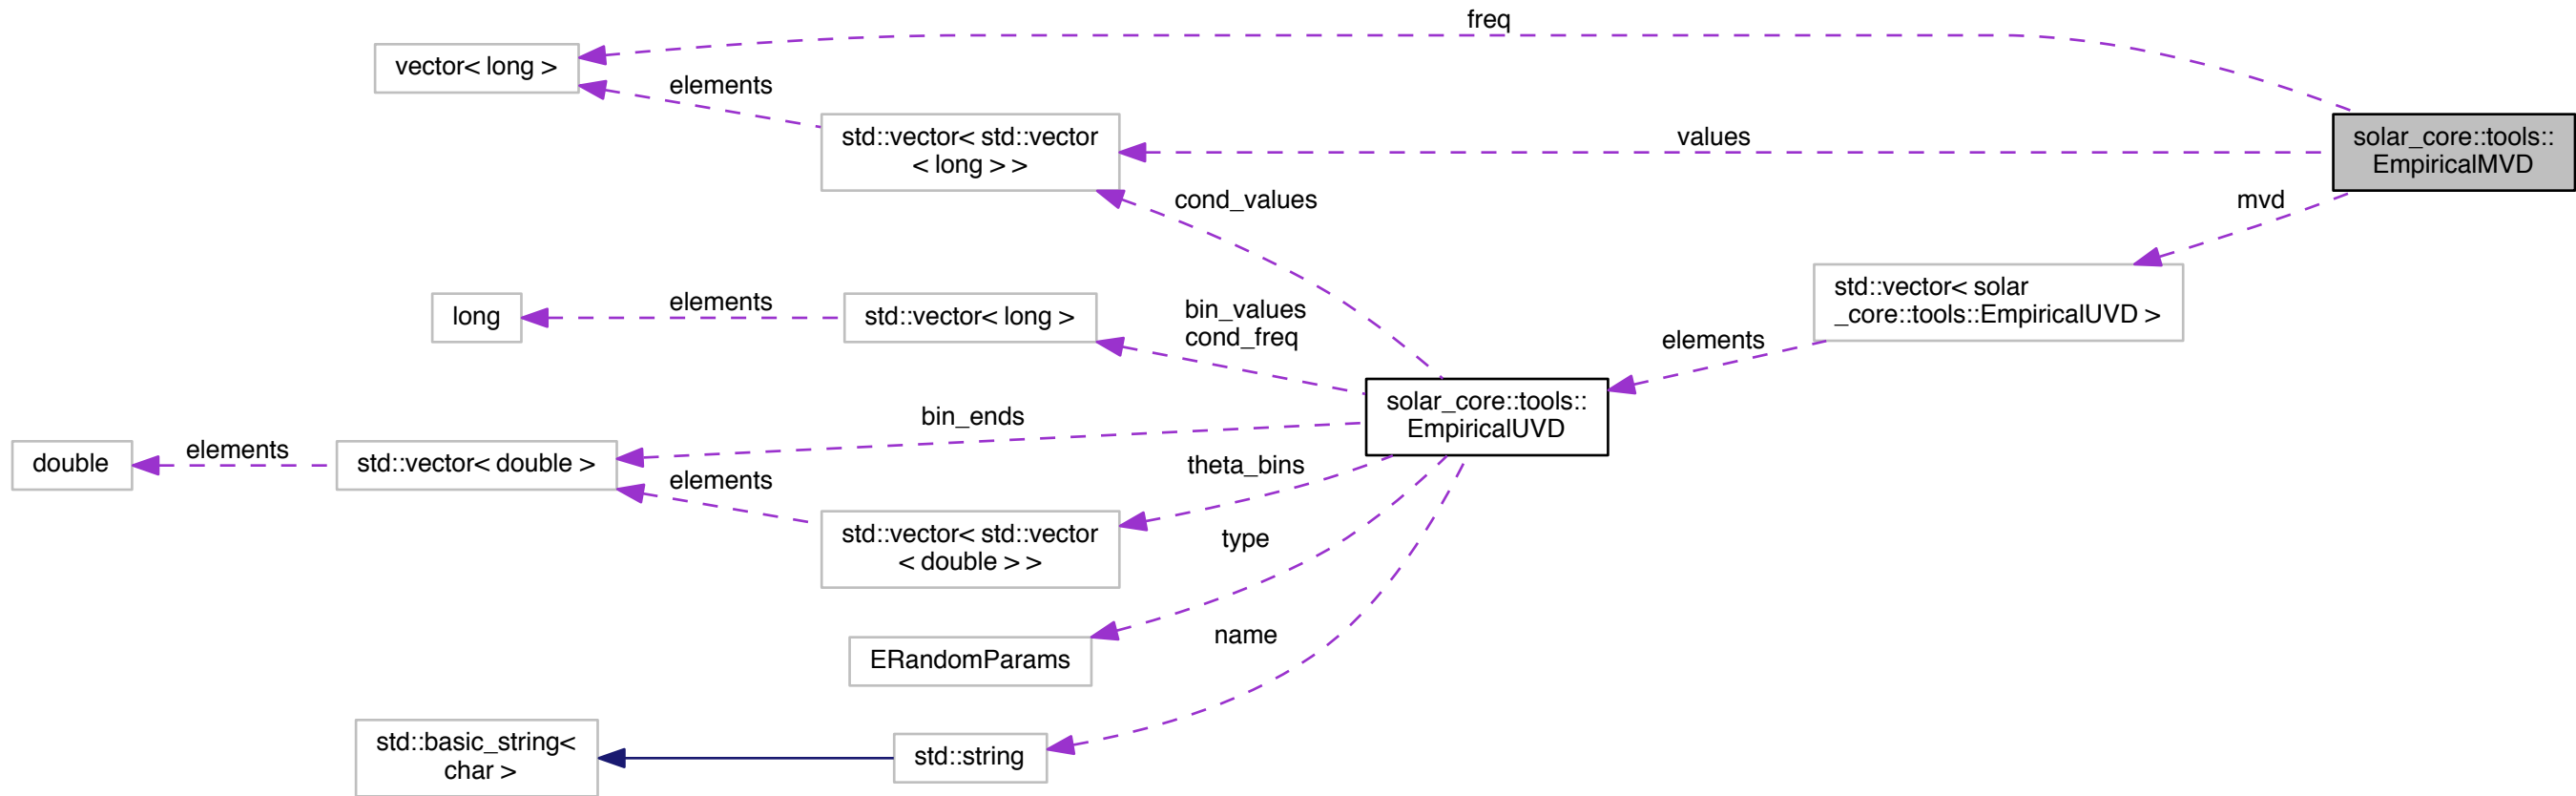 freq
vector< long >
elements
std::vector< std::vector
< long > >
values
solar_core::tools::
EmpiricalMVD
cond_values
mvd
std::vector< solar
_core::tools::EmpiricalUVD >
long
elements
std::vector< long >
bin_values
cond_freq
elements
solar_core::tools::
EmpiricalUVD
bin_ends
double
elements
std::vector< double >
theta_bins
elements
std::vector< std::vector
< double > >
type
name
ERandomParams
std::basic_string<
char >
std::string